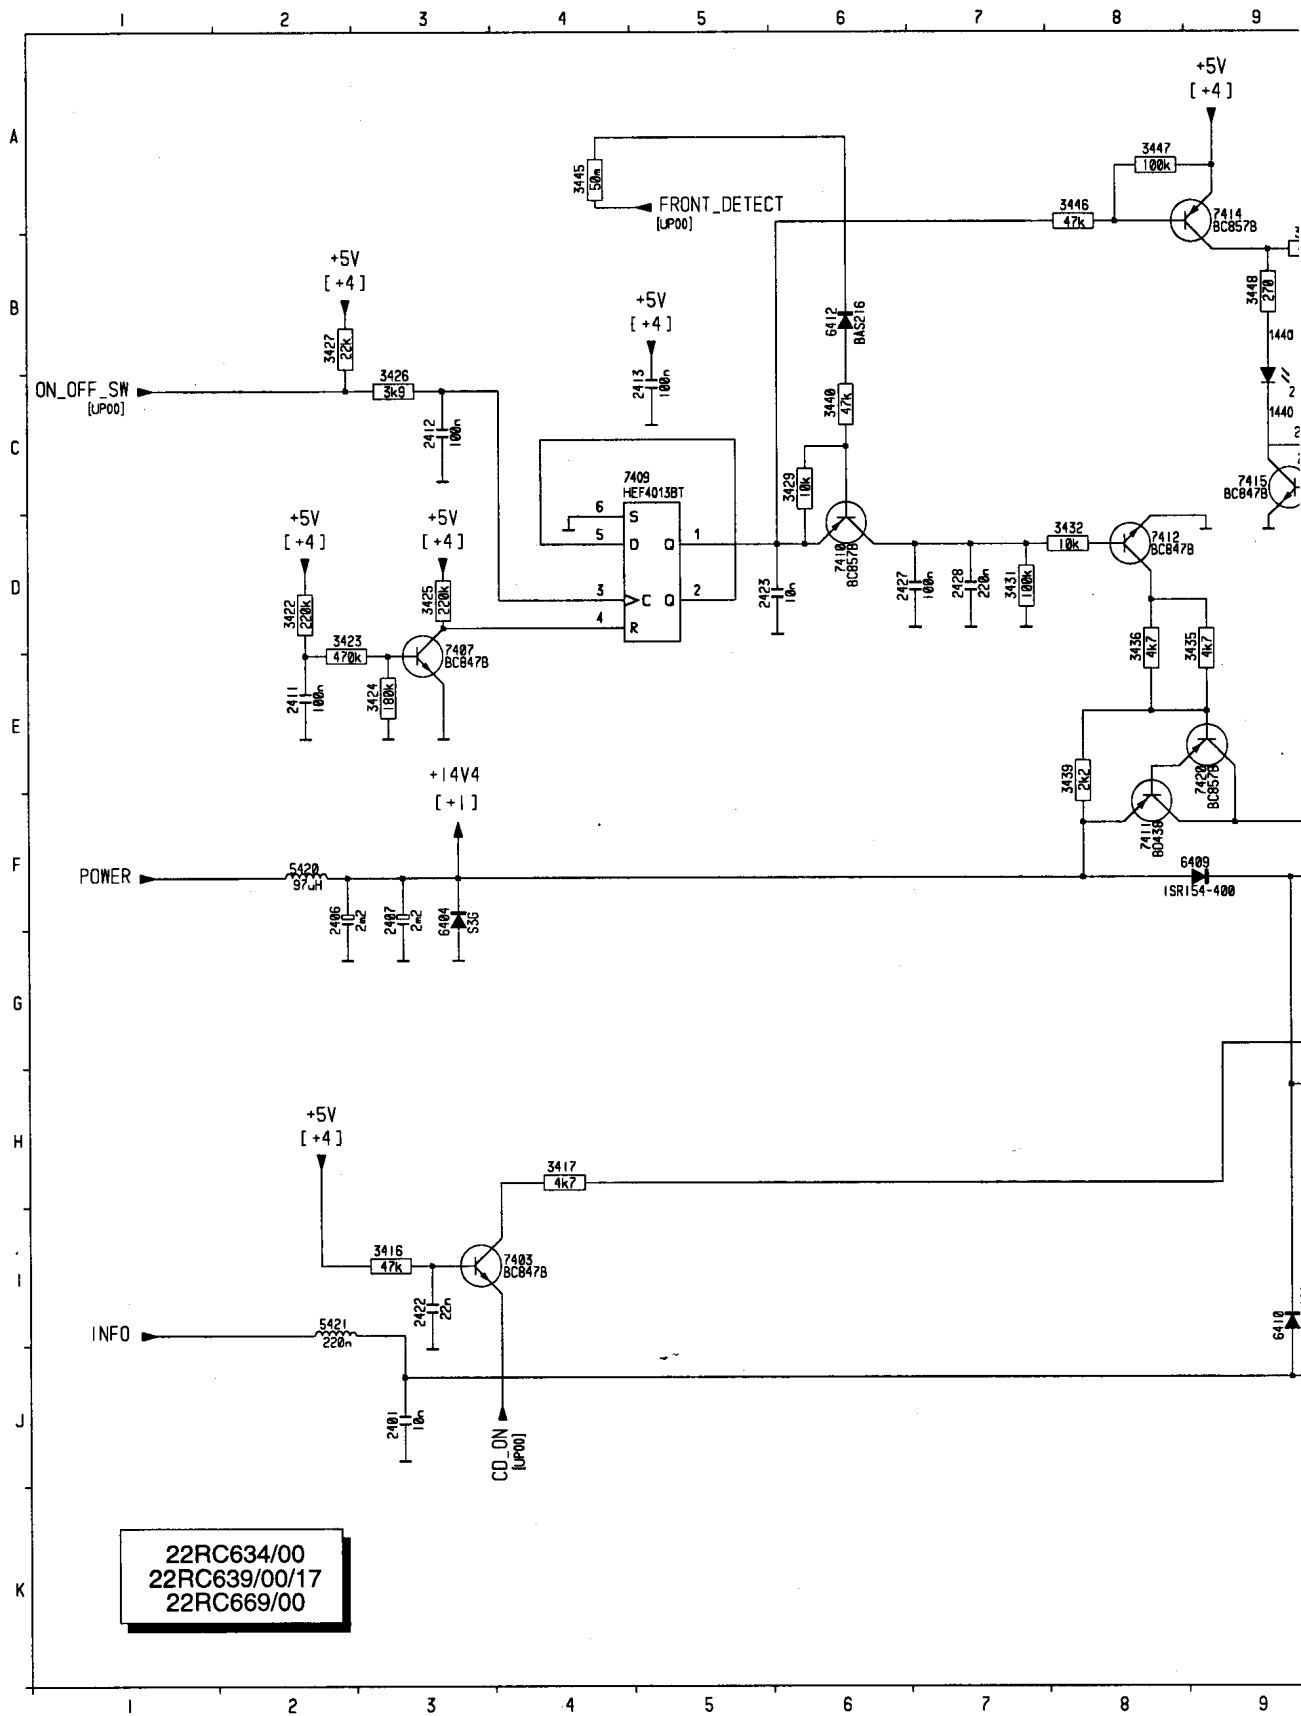 1 2 3 4 5 6 7 8 9
+5V
[+4]
A
3447
100k
3445
50m
FRONT_DETECT
[UP00]
3446
47k
7414
BC857B
+5V
[+4]
B
+5V
[+4]
3448
270
6412
BAS216
3427
22k
1440
ON_OFF_SW
[UP00]
3426
3k9
2413
100n
3440
47k
2
1440
2412
100n
C
2
7409
HEF4013BT
3429
10k
7415
BC847B
6 S
+5V
[+4]
+5V
[+4]
5 D Q 1
3432
10k
7412
BC847B
7410
BC857B
D
3422
220k
3425
220k
3 C Q 2
2423
10n
2427
100n
2428
220n
3431
100k
4 R
3423
470k
7407
BC847B
3436
4k7
3435
4k7
2411
100n
3424
180k
E
+14V4
[+1]
3439
2k2
7420
BC857B
7411
BD438
F
POWER
5420
97uH
6409
1SR154-400
2406
2m2
2407
2m2
6404
S3G
G
+5V
[+4]
H
3417
4k7
3416
47k
7403
BC847B
I
2422
22n
INFO
5421
220n
6410
J
2401
10n
CD_ON
[UP00]
22RC634/00
22RC639/00/17
22RC669/00
K
1 2 3 4 5 6 7 8 9